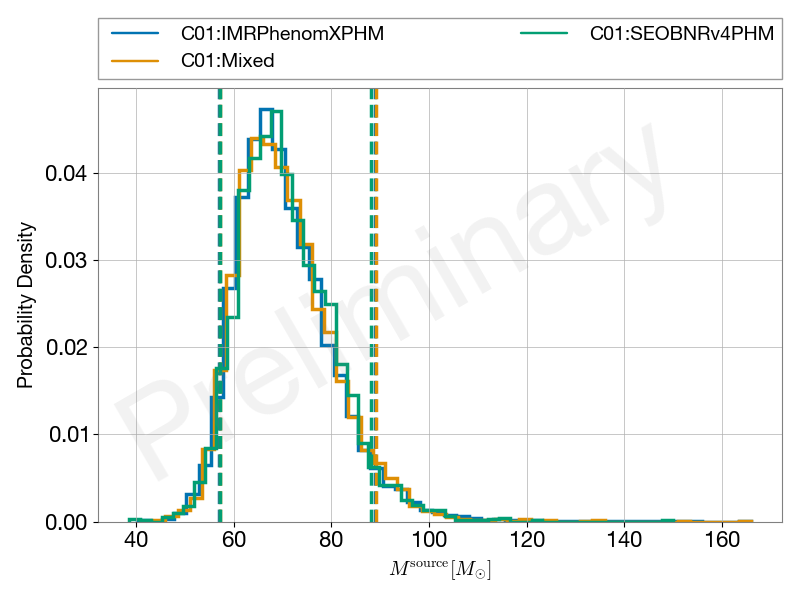 C01:IMRPhenomXPHM
C01:Mixed
C01:SEOBNRv4PHM
Preliminary
Probability Density
0.04
0.03
0.02
0.01
0.00
40 60 80 100 120 140 160
M^source[M_⊙]